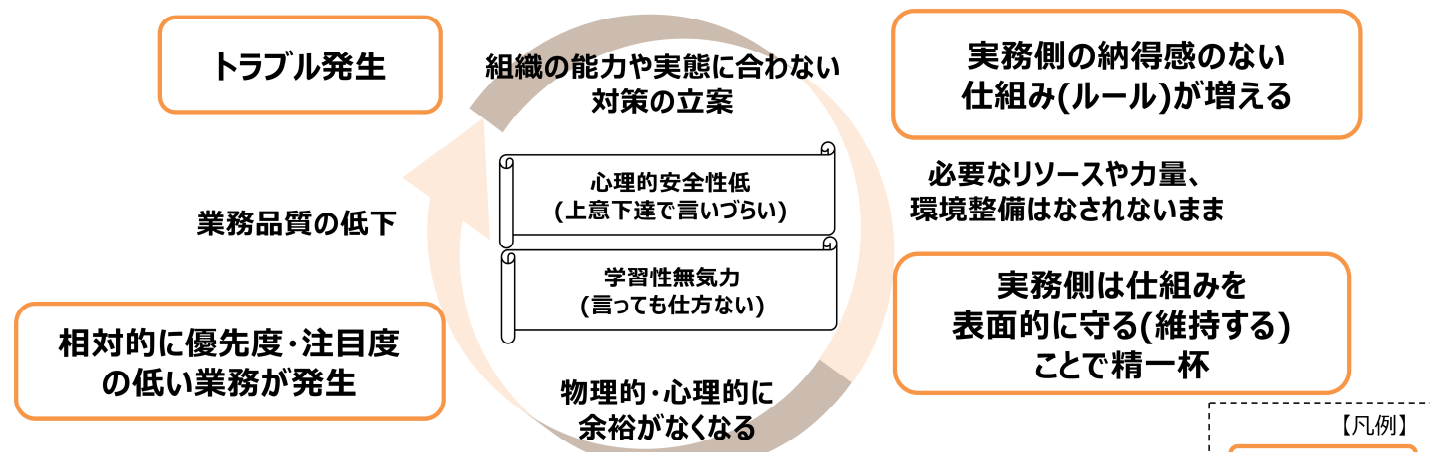 トラブル発生
組織の能力や実態に合わない
対策の立案
実務側の納得感のない
仕組み(ルール)が増える
心理的安全性低
(上意下達で言いづらい)
必要なリソースや力量、
環境整備はなされないまま
業務品質の低下
学習性無気力
(言っても仕方ない)
実務側は仕組みを
表面的に守る(維持する)
ことで精一杯
相対的に優先度・注目度
の低い業務が発生
物理的・心理的に
余裕がなくなる
【凡例】